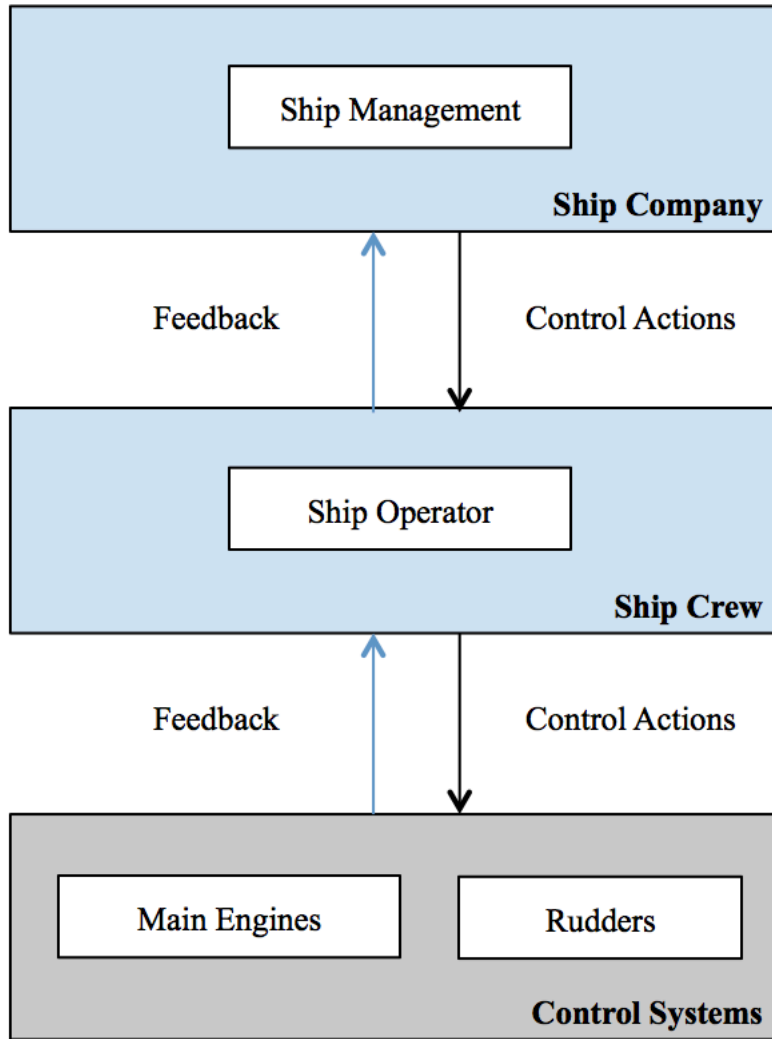 Ship Management
Ship Company
Feedback
Control Actions
Ship Operator
Ship Crew
Feedback
Control Actions
Main Engines
Rudders
Control Systems